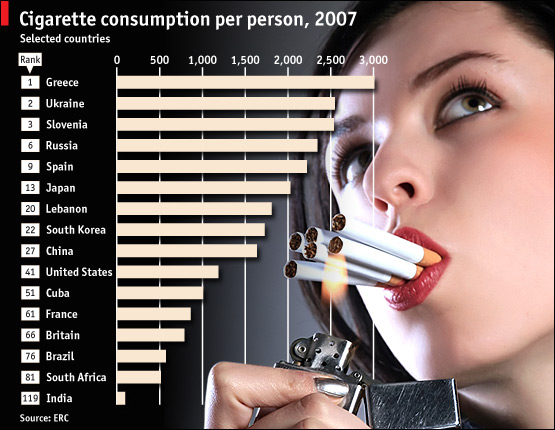 Cigarette consumption per person, 2007
Selected countries
Rank
0 500 1,000 1,500 2,000 2,500 3,000
1 Greece
2 Ukraine
3 Slovenia
6 Russia
9 Spain
13 Japan
20 Lebanon
22 South Korea
27 China
41 United States
51 Cuba
61 France
66 Britain
76 Brazil
81 South Africa
119 India
Source: ERC